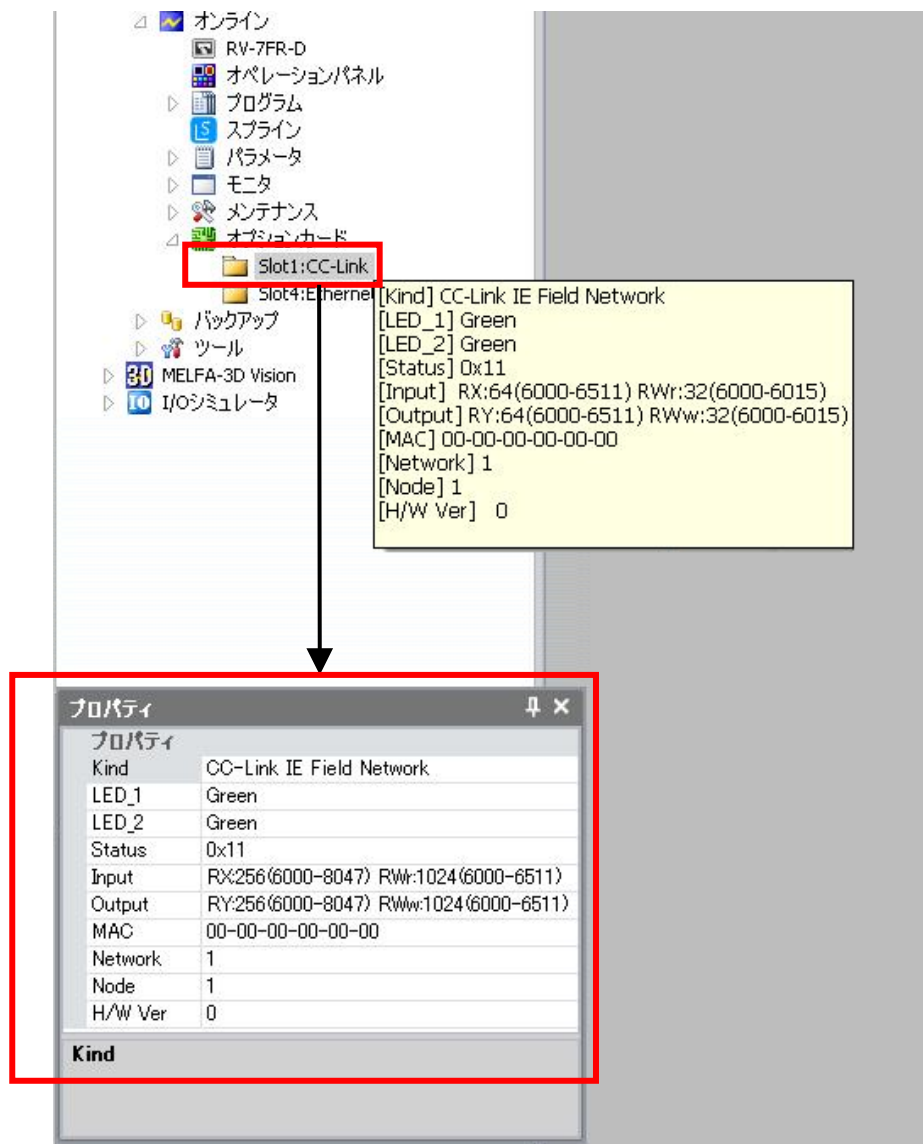 オンライン
RV-7FR-D
オペレーションパネル
プログラム
スプライン
パラメータ
モニタ
メンテナンス
オプションカード
Slot1:CC-Link
Slot4:Etherne
[Kind] CC-Link IE Field Network
[LED_1] Green
[LED_2] Green
[Status] 0x11
[Input] RX:64(6000-6511) RWr:32(6000-6015)
[Output] RY:64(6000-6511) RWw:32(6000-6015)
[MAC] 00-00-00-00-00-00
[Network] 1
[Node] 1
[H/W Ver] 0
バックアップ
ツール
MELFA-3D Vision
I/Oシミュレータ
プロパティ
プロパティ
Kind CC-Link IE Field Network
LED_1 Green
LED_2 Green
Status 0x11
Input RX:256(6000-8047) RWr:1024(6000-6511)
Output RY:256(6000-8047) RWw:1024(6000-6511)
MAC 00-00-00-00-00-00
Network 1
Node 1
H/W Ver 0
Kind